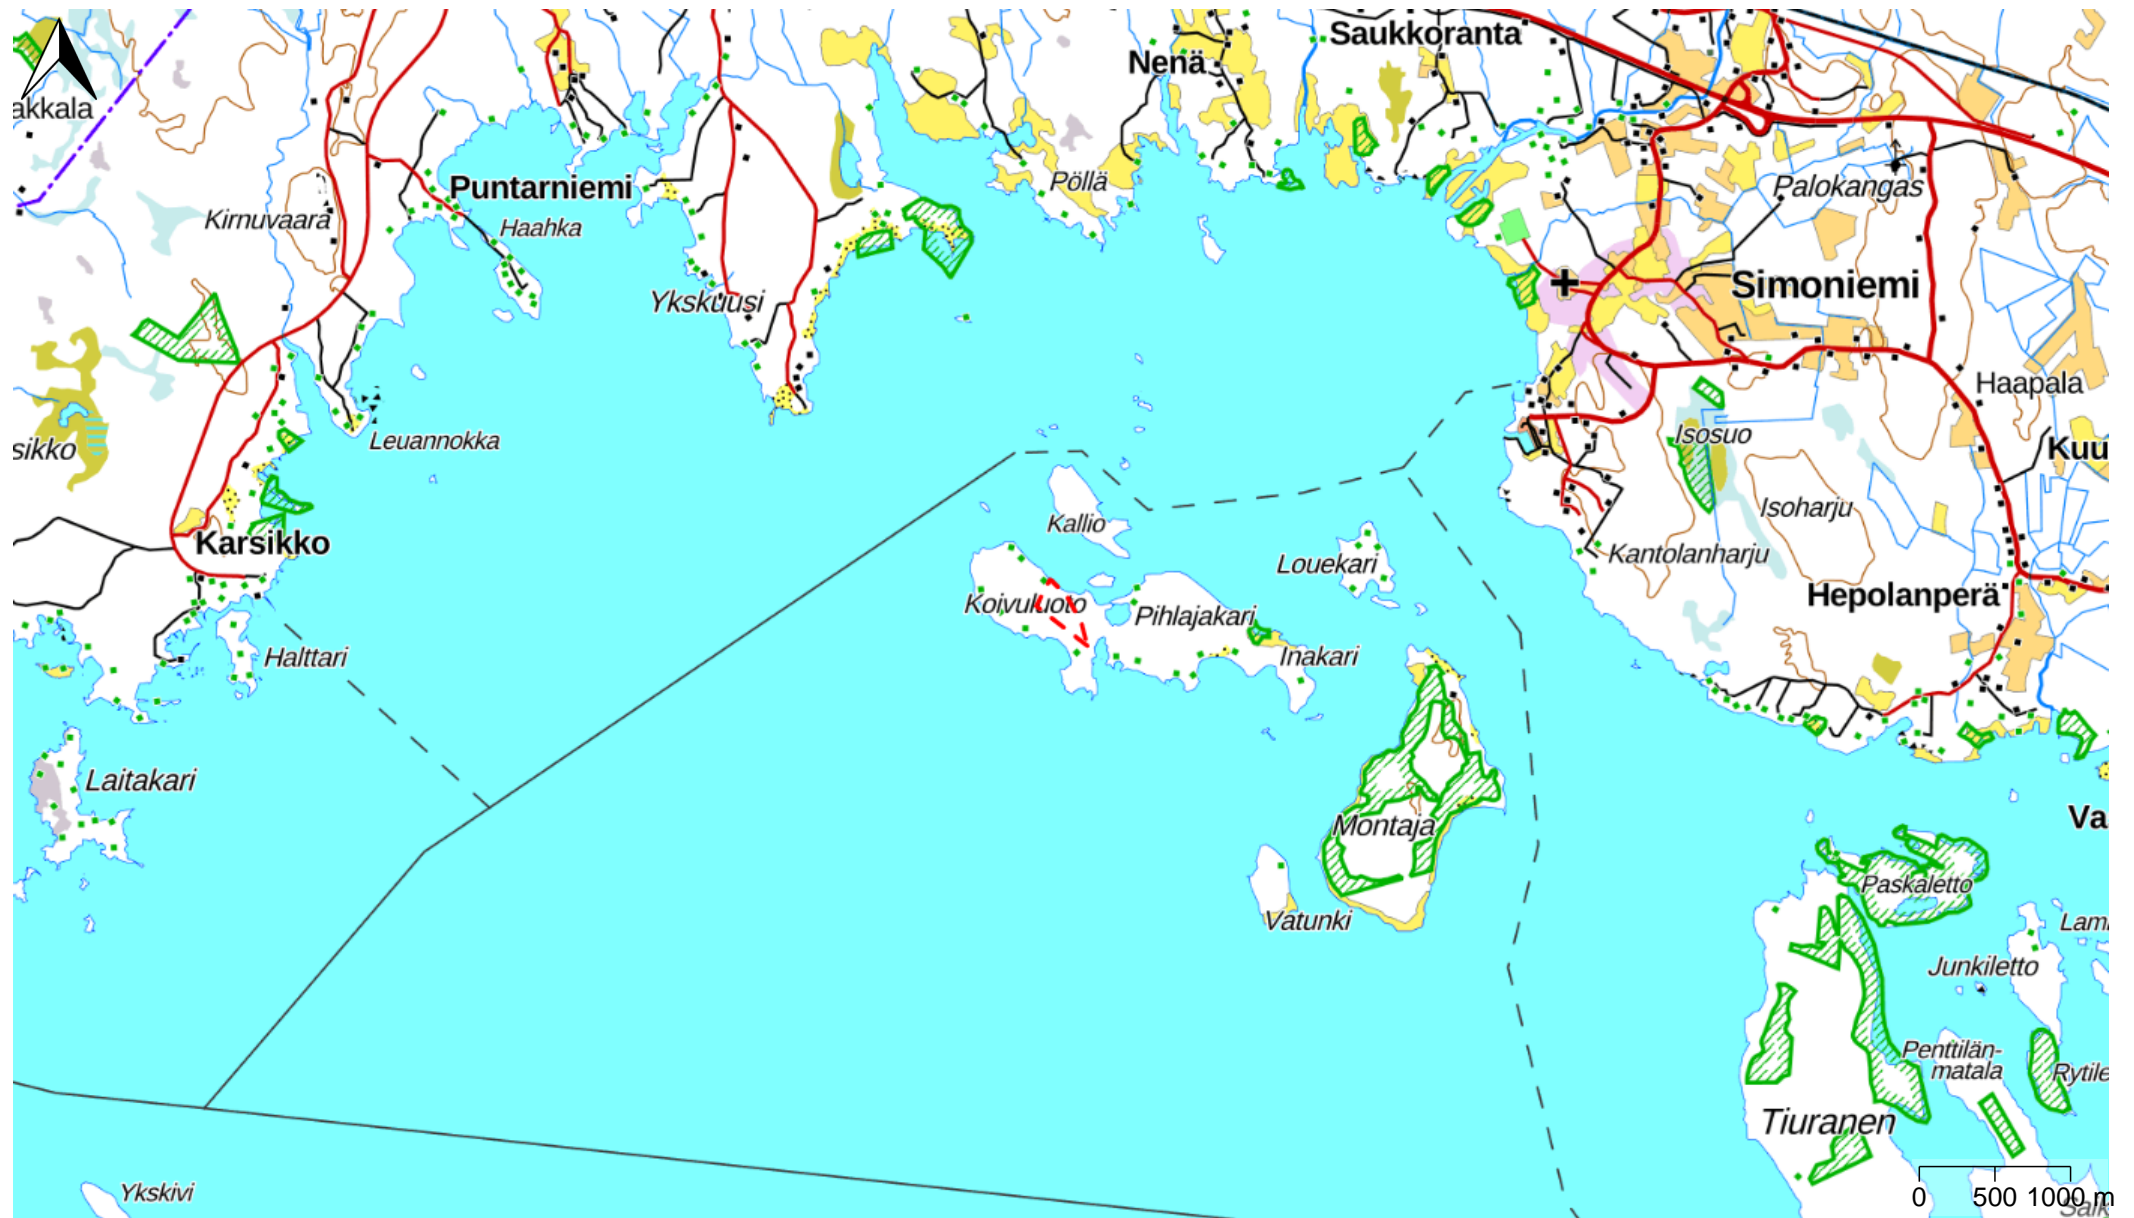 Saukkoranta
Nenä
akkala
Pöllä
Puntarniemi
Palokangas
Kirnuvaara
Haahka
Simoniemi
Ykskuusi
Haapala
Leuannokka
Isosuo
sikko
Kuu
Isoharju
Kallio
Karsikko
Kantolanharju
Louekari
Hepolanperä
Koivuluoto
Pihlajakari
Halttari
Inakari
Laitakari
Va
Montaja
Paskaletto
Vatunki
Lam
Junkiletto
Penttilän-
matala
Rytile
Tiuranen
Ykskivi
0 500 1000 m